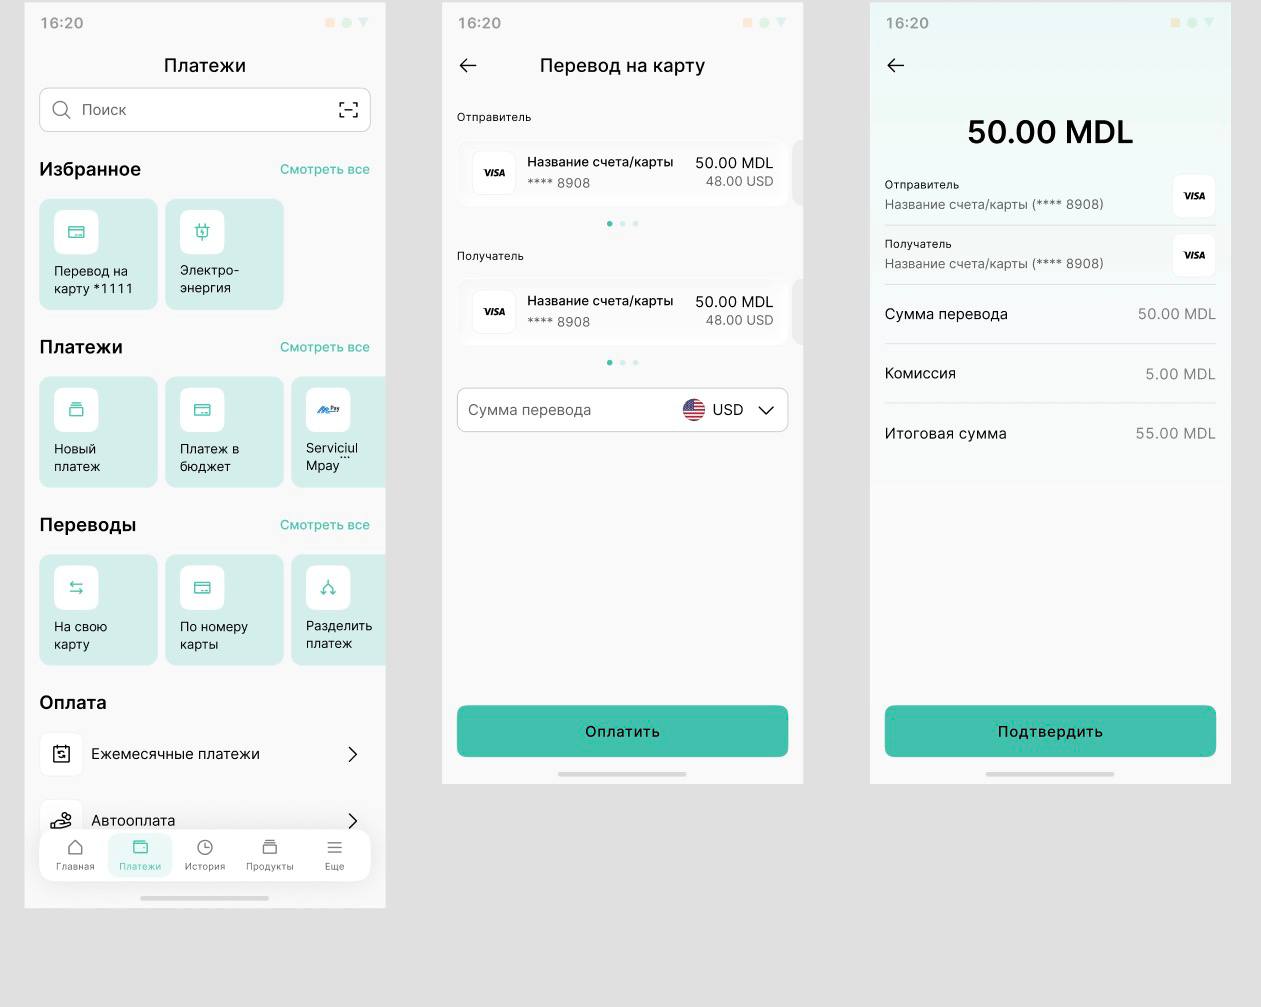 16:20
Платежи
Поиск
Избранное
Смотреть все
Перевод на
карту *1111
Электро-
энергия
Платежи
Смотреть все
Новый
платеж
Платеж в
бюджет
Pay
Serviciul
Mpay
Переводы
Смотреть все
На свою
карту
По номеру
карты
Разделить
платеж
Оплата
Ежемесячные платежи
Автооплата
Главная
Платежи
История
Продукты
Еще
16:20
Перевод на карту
Отправитель
VISA
Название счета/карты
50.00 MDL
**** 8908
48.00 USD
Получатель
VISA
Название счета/карты
50.00 MDL
**** 8908
48.00 USD
Сумма перевода
USD
Оплатить
16:20
50.00 MDL
Отправитель
Название счета/карты (**** 8908)
VISA
Получатель
Название счета/карты (**** 8908)
VISA
Сумма перевода
50.00 MDL
Комиссия
5.00 MDL
Итоговая сумма
55.00 MDL
Подтвердить